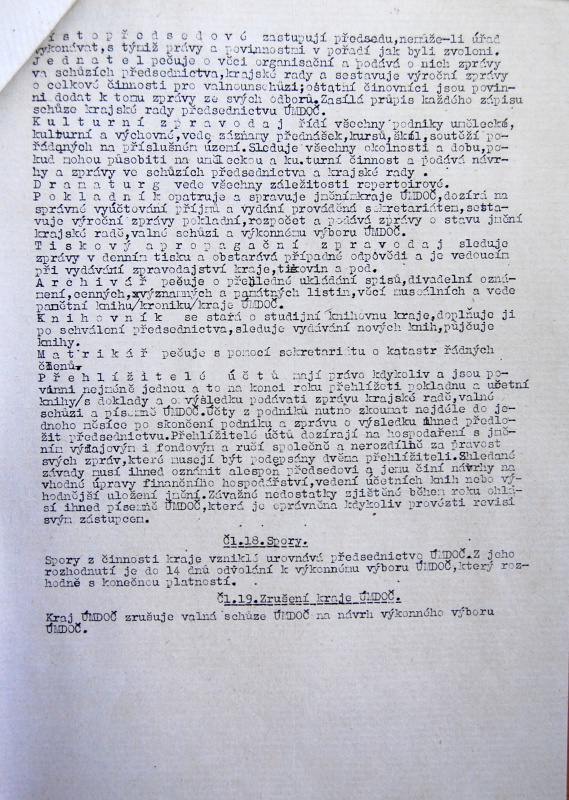 ístopředsedové zastupují předsedu,nemůže-li úřad
vykonávat,s týmiž právy a povinnostmi v pořadí jak byli zvoleni.
Jednatel pečuje o věci organisační a podává o nich zprávy
va schůzích předsednictva,krajské rady a sestavuje výroční zprávy
o celkové činnosti pro valnouschůzi;ostatní činovníci jsou povin-
ni dodat k tomu zprávy ze svých odborů.Zasílá průpis každého zápisu
schůze krajské rady předsednictvu ÚMDOČ.
Kulturní zpravodaj řídí všechny podniky umělecké,
kulturní a výchovné,vede záznamy přednášek,kursů,škol,soutěží po-
řádaných na příslušném území.Sleduje všechny okolnosti a dobu,po-
kud mohou působiti na uměleckou a ku.turní činnost a podává návr-
hy a zprávy ve schůzích předsednictva a krajské rady .
Dramaturg vede všechny záležitosti repertoirové.
Pokladník opatruje a spravuje jměníkraje ÚMDOČ,dozírá na
správné vyúčtování příjmů a vydání prováděná sekretariátem,sesta-
vuje výroční zprávy pokladní,rozpočet a podává zprávy o stavu jmění
krajské radě,valné schůzi a výkonnému výboru ÚMDOČ.
Tiskový a propagační zpravodaj sleduje
zprávy v denním tisku a obstarává případné odpovědi a je vedoucím
při vydávání zpravodajství kraje,tiskovin a pod.
Archivář pečuje o přehledné ukládání spisů,divadelní ozná-
mení,cenných,významných a památných listin,věcí museálních a vede
pamětní knihu/kroniku/kraje ÚMDOČ.
Knihovník se stará o studijní knihovnu kraje,doplňuje ji
po schválení předsednictva,sleduje vydávání nových knih,půjčuje
knihy.
Matrikář pečuje s pomocí sekretariátu o katastr řádných
členů.
Přehlížitelé účtů mají právo kdykoliv a jsou po-
vinni nejméně jednou a to na konci roku přehlížeti pokladnu a účetní
knihy/s doklady a o výsledku podávati zprávu krajské radě,valné
schůzi a písemně ÚMDOČ.Účty z podniků nutno zkoumat nejdéle do je-
dnoho měsíce po skončení podniku a zprávu o výsledku ihned předlo-
žit předsednictvu.Přehlížitelé účtů dozírají na hospodaření s jmě-
ním výdajovým i fondovým a ručí společně a nerozdílně za pravost
svých zpráv,které musejí být podepsány dvěma přehlížiteli.Shledané
závady musí ihned oznámit alespoň předsedovi a jemu činí návrhy na
vhodné úpravy finančního hospodářství,vedení účetních knih nebo vý-
hodnější uložení jmění.Závažné nedostatky zjištěné během roku ohlá-
sí ihned písemně ÚMDOČ,která je oprávněna kdykoliv provézti revisi
svým zástupcem.
Čl.18.Spory.
Spory z činnosti kraje vzniklé urovnává předsednictvo ÚMDOČ.Z jeho
rozhodnutí je do 14 dnů odvolání k výkonnému výboru ÚMDOČ,který roz-
hodně s konečnou platností.
Čl.19.Zrušení kraje ÚMDOČ.
Kraj ÚMDOČ zrušuje valná schůze ÚMDOČ na návrh výkonného výboru
ÚMDOČ.